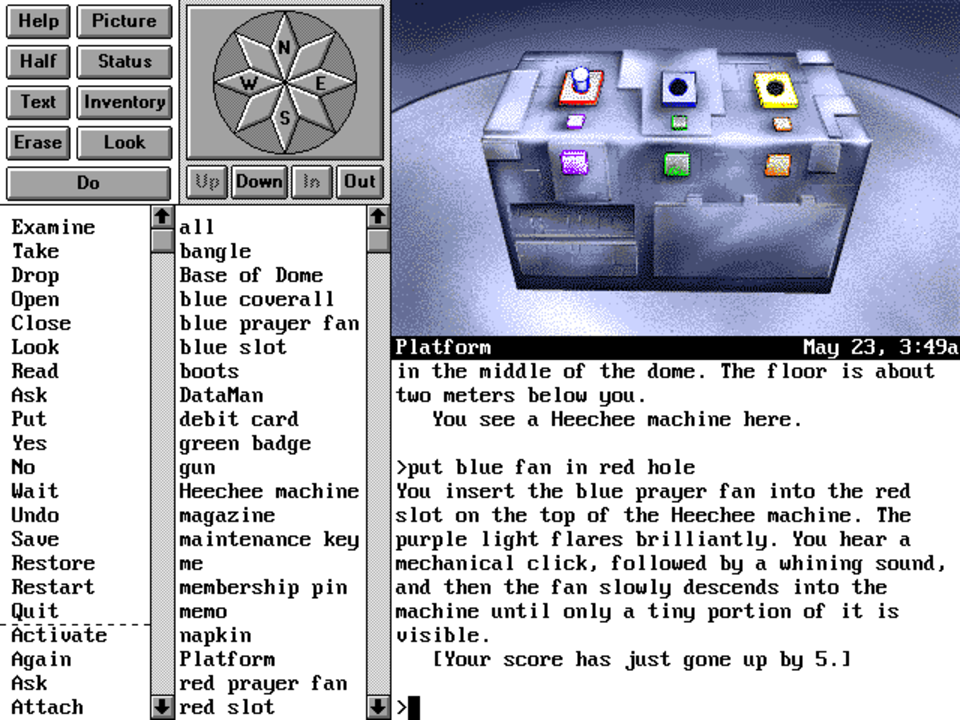 Help
Picture
Half
Status
Text
Inventory
Erase
Look
Do
N
W
E
S
Up
Down
In
Out
Examine
Take
Drop
Open
Close
Look
Read
Ask
Put
Yes
No
Wait
Undo
Save
Restore
Restart
Quit
Activate
Again
Ask
Attach
all
bangle
Base of Dome
blue coverall
blue prayer fan
blue slot
boots
DataMan
debit card
green badge
gun
Heechee machine
magazine
maintenance key
me
membership pin
memo
napkin
Platform
red prayer fan
red slot
Platform May 23, 3:49a
in the middle of the dome. The floor is about
two meters below you.
You see a Heechee machine here.
>put blue fan in red hole
You insert the blue prayer fan into the red
slot on the top of the Heechee machine. The
purple light flares brilliantly. You hear a
mechanical click, followed by a whining sound,
and then the fan slowly descends into the
machine until only a tiny portion of it is
visible.
[Your score has just gone up by 5.]
>